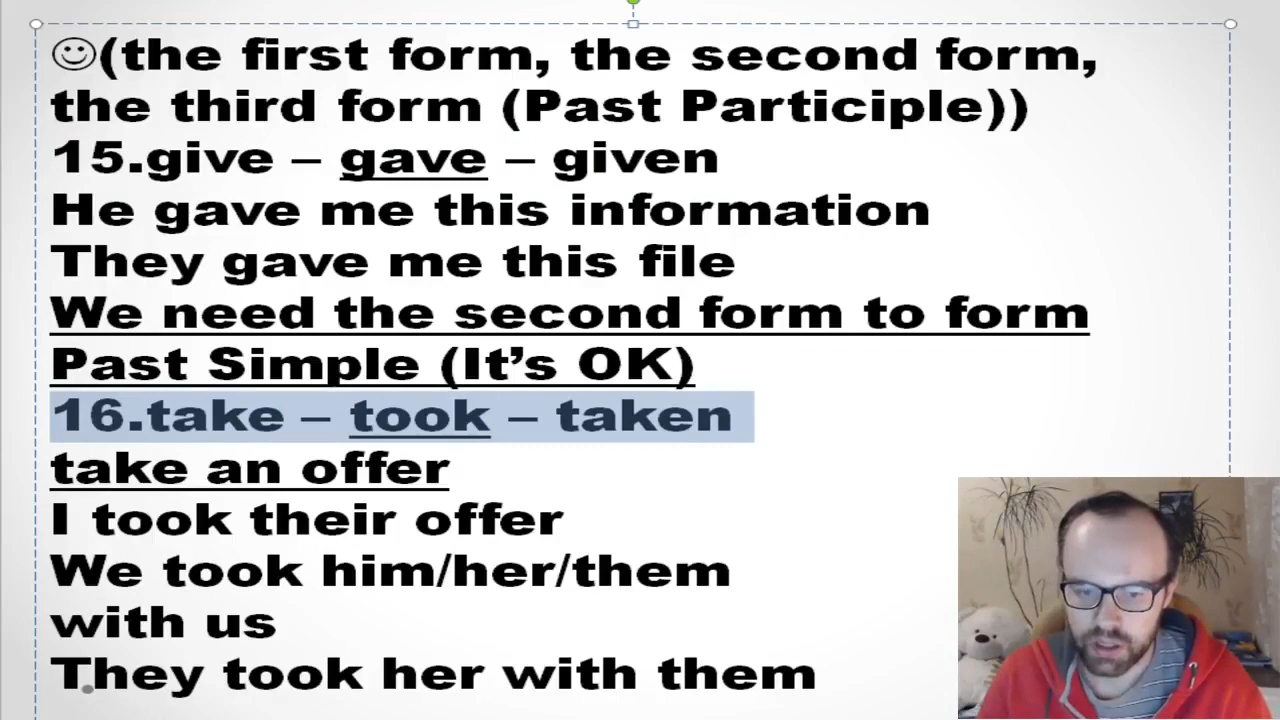 ☺(the first form, the second form,
the third form (Past Participle))
15.give – gave – given
He gave me this information
They gave me this file
We need the second form to form
Past Simple (It’s OK)
16.take – took – taken
take an offer
I took their offer
We took him/her/them
with us
They took her with them